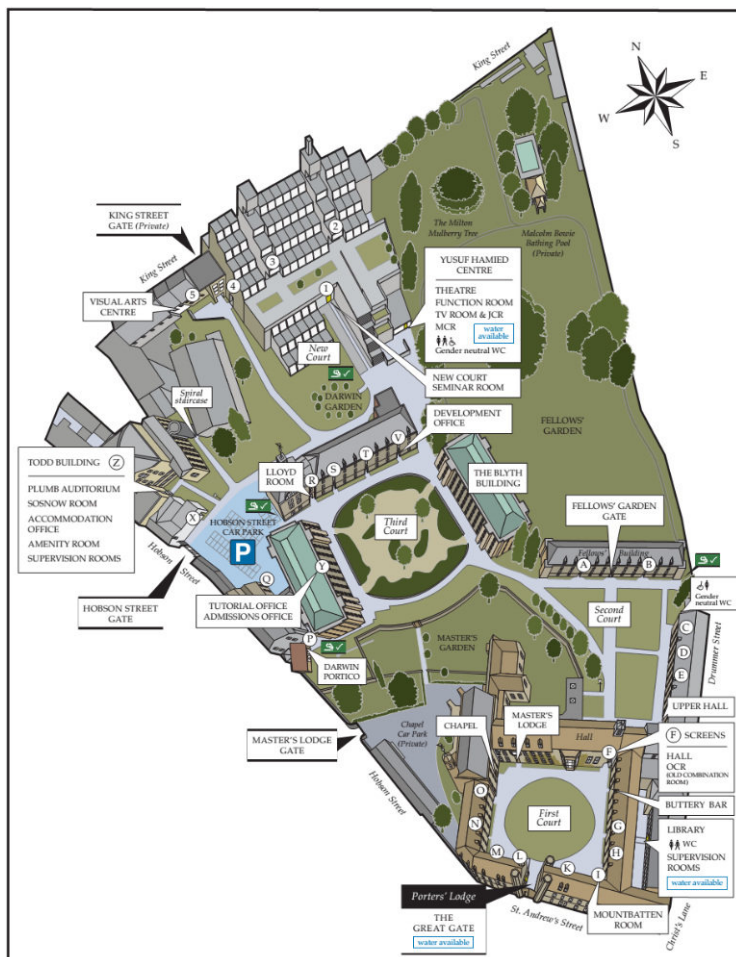 King Street
N
E
W
S
KING STREET
GATE (Private)
King Street
2
3
The Milton
Mulberry Tree
Malcolm Bowie
Bathing Pool
(Private)
YUSUF HAMIED
CENTRE
THEATRE
FUNCTION ROOM
TV ROOM & JCR
MCR
water
available
Gender neutral WC
5
4
1
VISUAL ARTS
CENTRE
New
Court
NEW COURT
SEMINAR ROOM
Spiral
staircase
DARWIN
GARDEN
DEVELOPMENT
OFFICE
FELLOWS'
GARDEN
V
T
S
R
LLOYD
ROOM
THE BLYTH
BUILDING
TODD BUILDING Z
PLUMB AUDITORIUM
SOSNOW ROOM
ACCOMMODATION
OFFICE
AMENITY ROOM
SUPERVISION ROOMS
X
HOBSON STREET
CAR PARK
P
Third
Court
FELLOWS' GARDEN
GATE
Fellows' Building
A
B
Hobson Street
HOBSON STREET
GATE
Q
Y
TUTORIAL OFFICE
ADMISSIONS OFFICE
Gender
neutral WC
Second
Court
P
DARWIN
PORTICO
MASTER'S
GARDEN
C
D
E
Drummer Street
UPPER HALL
MASTER'S LODGE
GATE
Chapel
Car Park
(Private)
CHAPEL
MASTER'S
LODGE
Hall
F
F SCREENS
HALL
OCR
(OLD COMBINATION
ROOM)
Hobson Street
BUTTERY BAR
O
N
M
L
First
Court
G
H
K
I
LIBRARY
WC
SUPERVISION
ROOMS
water available
Porters' Lodge
THE
GREAT GATE
water available
St. Andrew's Street
MOUNTBATTEN
ROOM
Christ's Lane